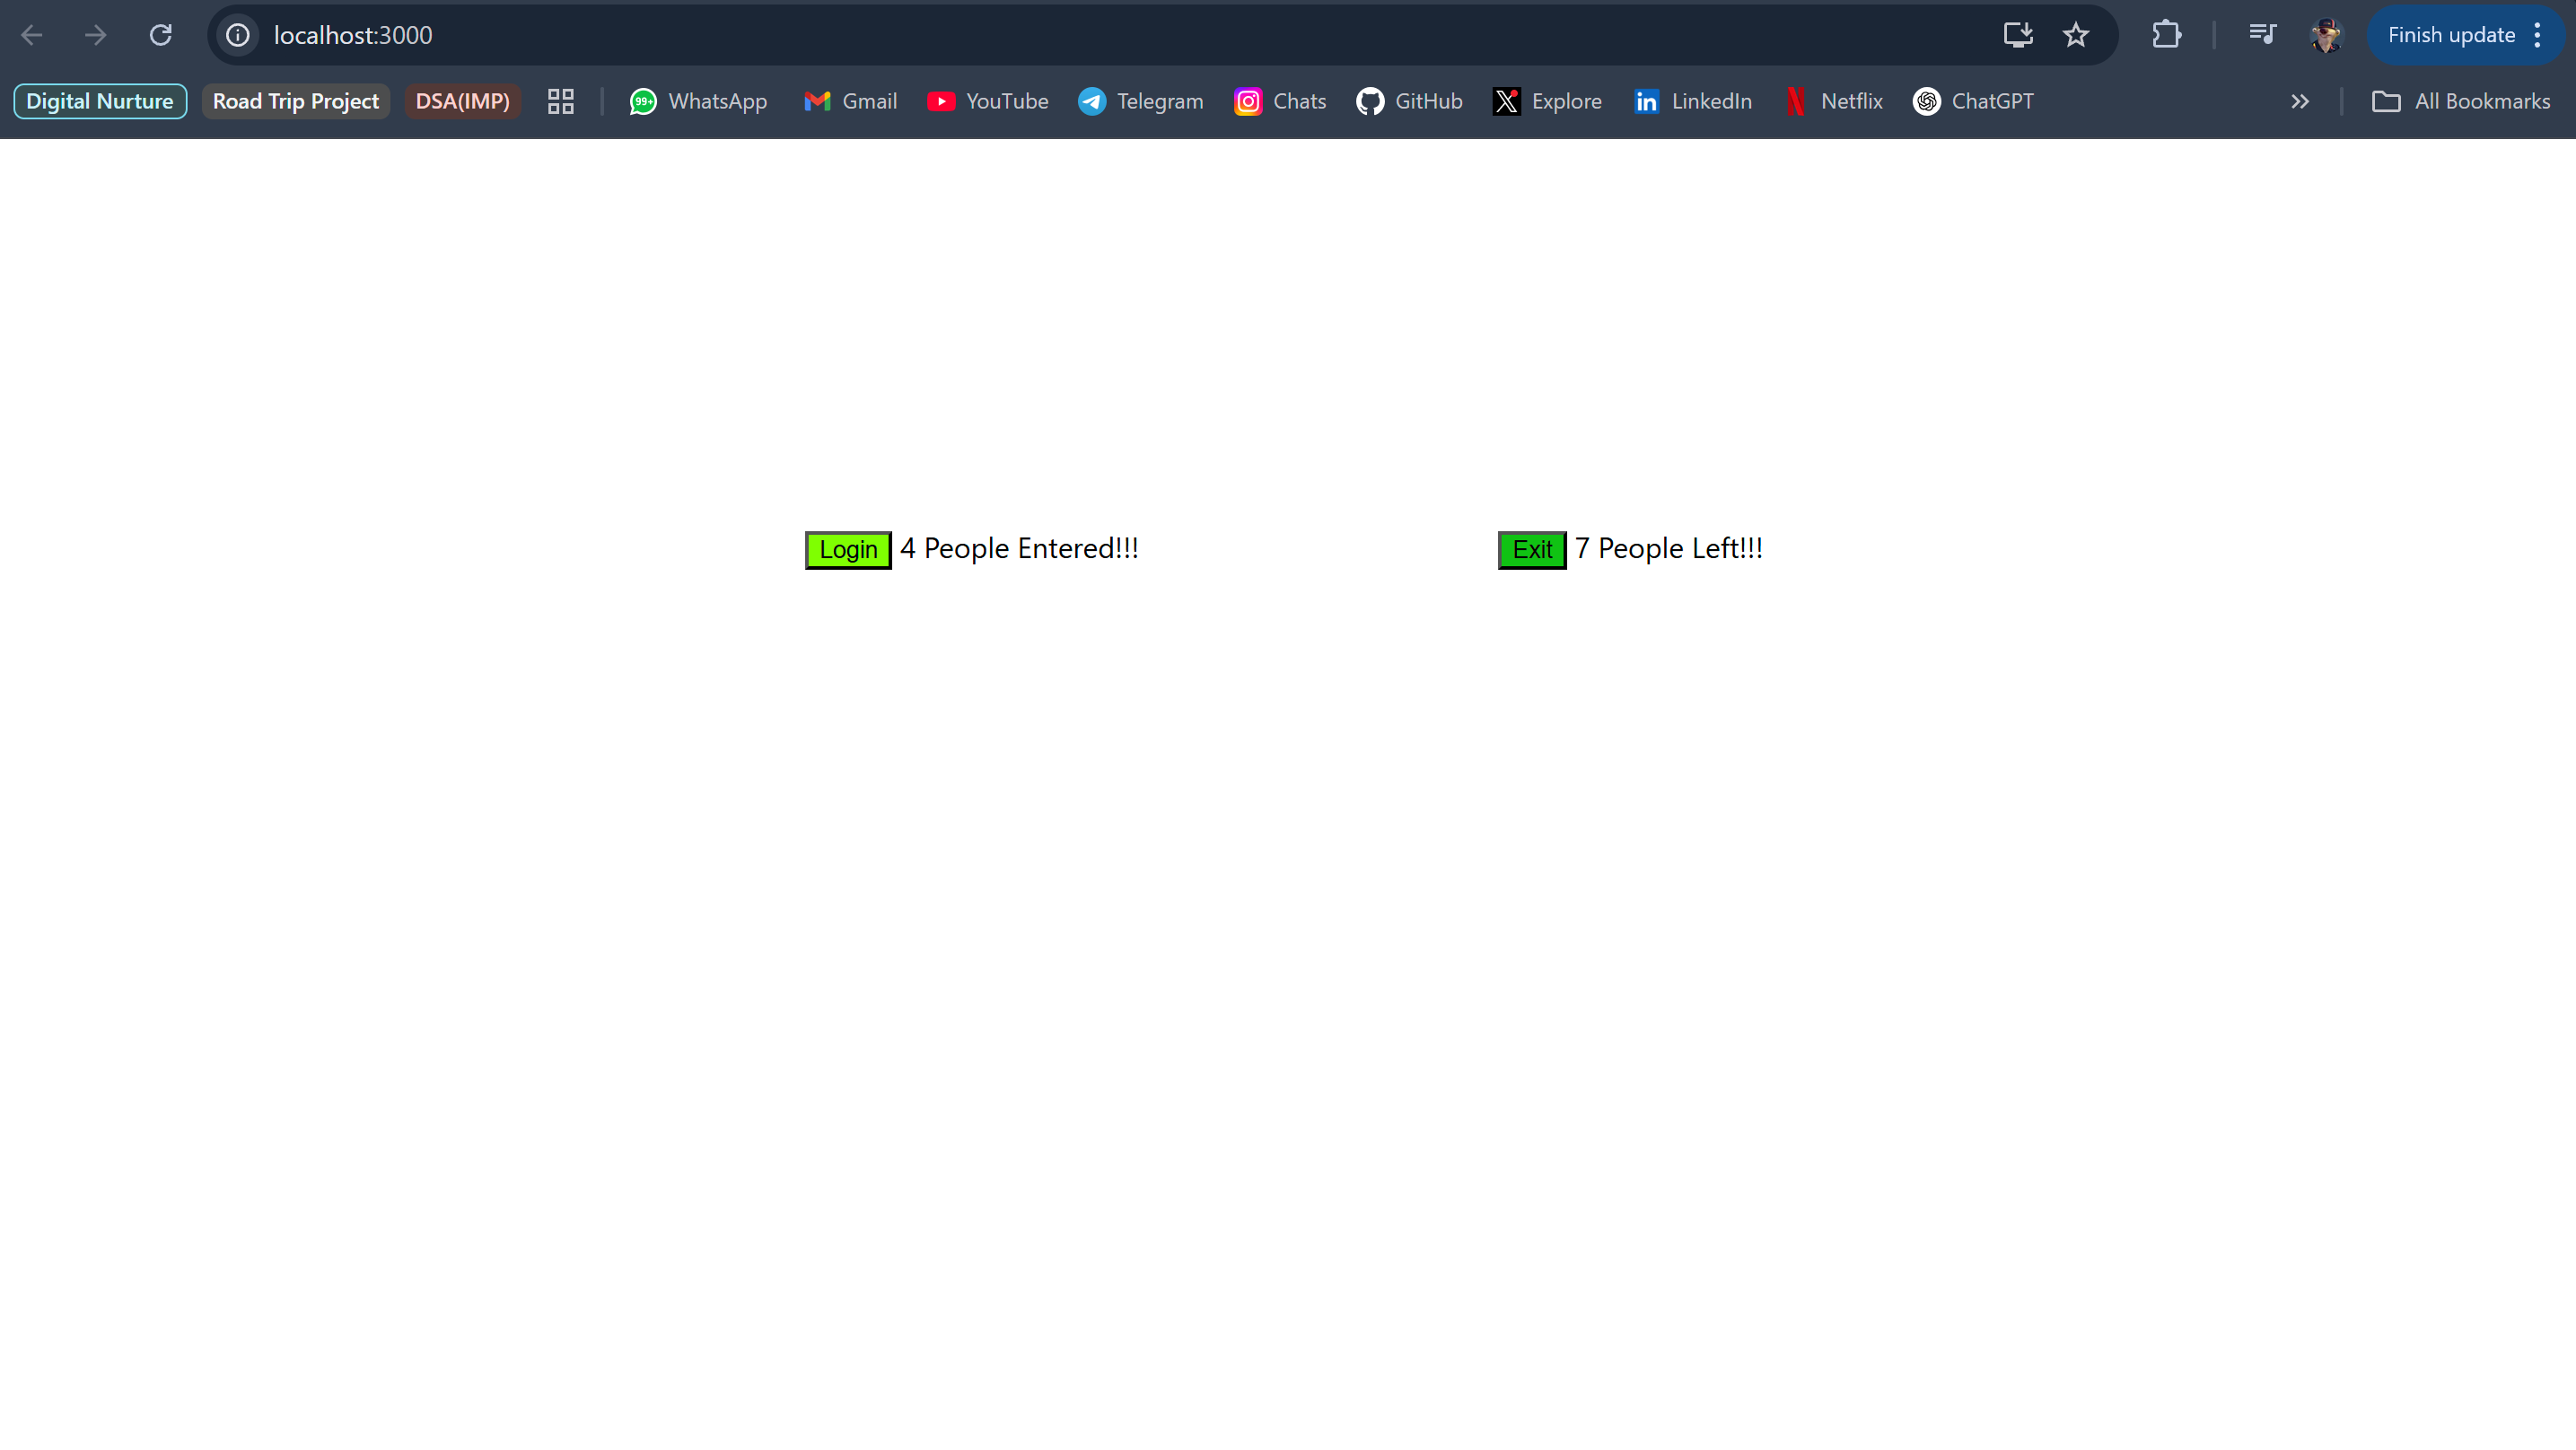 localhost:3000 Finish update
Digital Nurture Road Trip Project DSA(IMP) 99+ WhatsApp Gmail YouTube Telegram Chats GitHub Explore LinkedIn Netflix ChatGPT All Bookmarks
Login 4 People Entered!!! Exit 7 People Left!!!